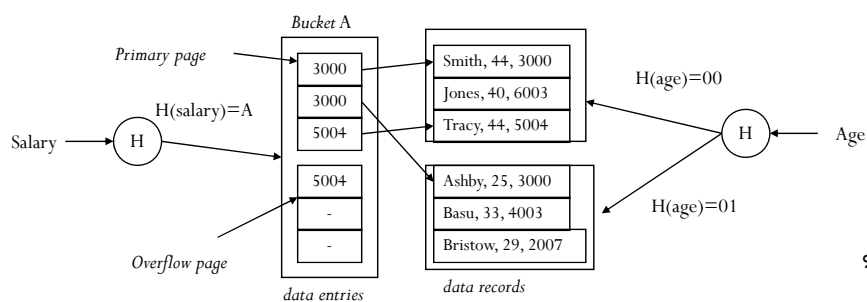 Bucket A
Primary page
3000
3000
5004
Smith, 44, 3000
Jones, 40, 6003
Tracy, 44, 5004
H(age)=00
H(salary)=A
Salary
H
H
Age
5004
-
-
Ashby, 25, 3000
Basu, 33, 4003
Bristow, 29, 2007
H(age)=01
Overflow page
data entries
data records